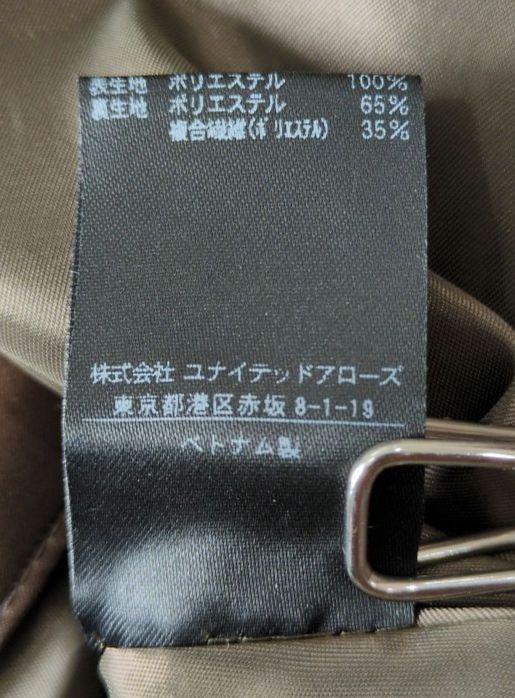 表生地 ポリエステル 100%
裏生地 ポリエステル 65%
複合繊維(ポリエステル) 35%
株式会社 ユナイテッドアローズ
東京都港区赤坂 8-1-19
ベトナム製